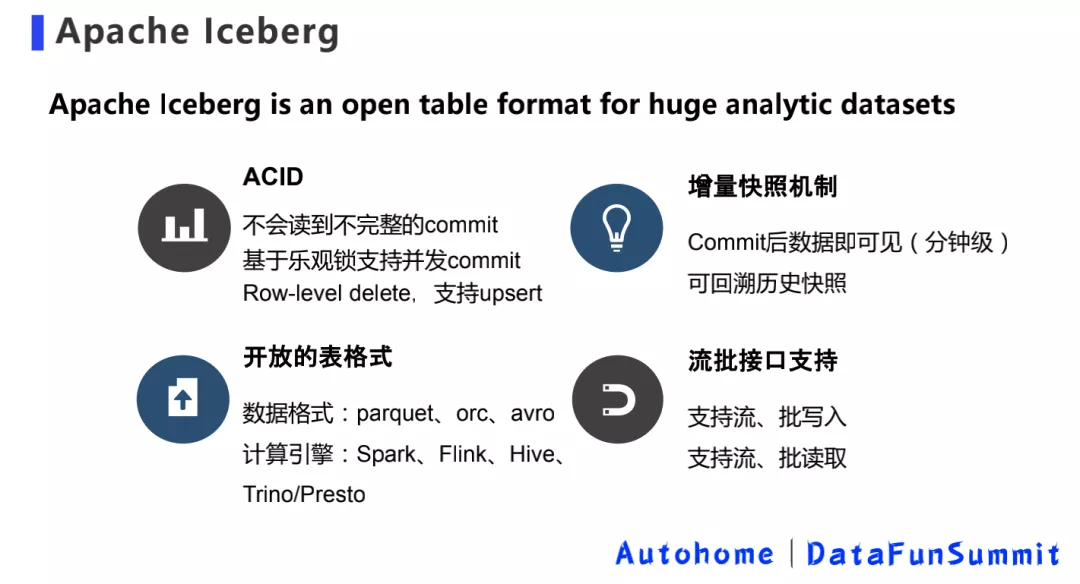 Apache Iceberg
Apache Iceberg is an open table format for huge analytic datasets
ACID
不会读到不完整的commit
基于乐观锁支持并发commit
Row-level delete，支持upsert
增量快照机制
Commit后数据即可见（分钟级）
可回溯历史快照
开放的表格式
数据格式：parquet、orc、avro
计算引擎：Spark、Flink、Hive、
Trino/Presto
流批接口支持
支持流、批写入
支持流、批读取
Autohome | DataFunSummit